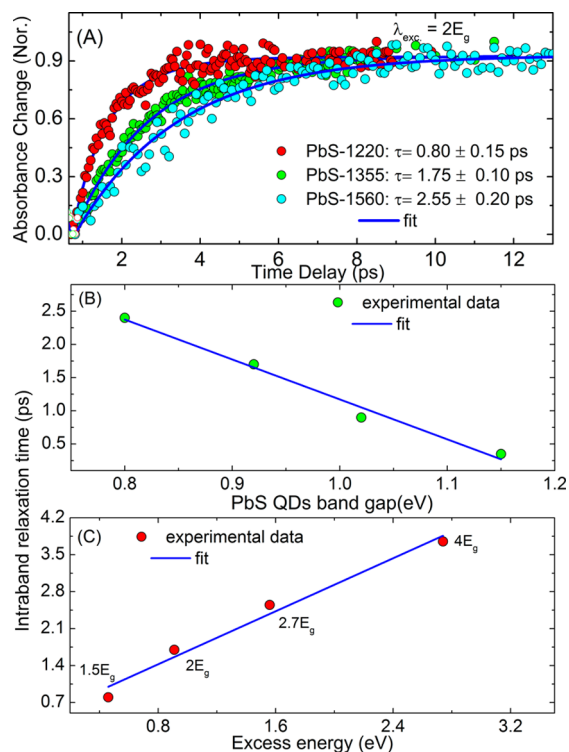 (A)
λexc. = 2Eg
Absorbance Change (Nor.)
0.9
0.6
0.3
0.0
PbS-1220: τ= 0.80 ± 0.15 ps
PbS-1355: τ= 1.75 ± 0.10 ps
PbS-1560: τ= 2.55 ± 0.20 ps
fit
2 4 6 8 10 12
Time Delay (ps)
(B)
experimental data
fit
2.5
2.0
1.5
1.0
0.5
0.8 0.9 1.0 1.1 1.2
PbS QDs band gap(eV)
Intraband relaxation time (ps)
(C)
experimental data
fit
4.2
3.5
2.8
2.1
1.4
0.7
1.5Eg
2Eg
2.7Eg
4Eg
0.8 1.6 2.4 3.2
Excess energy (eV)